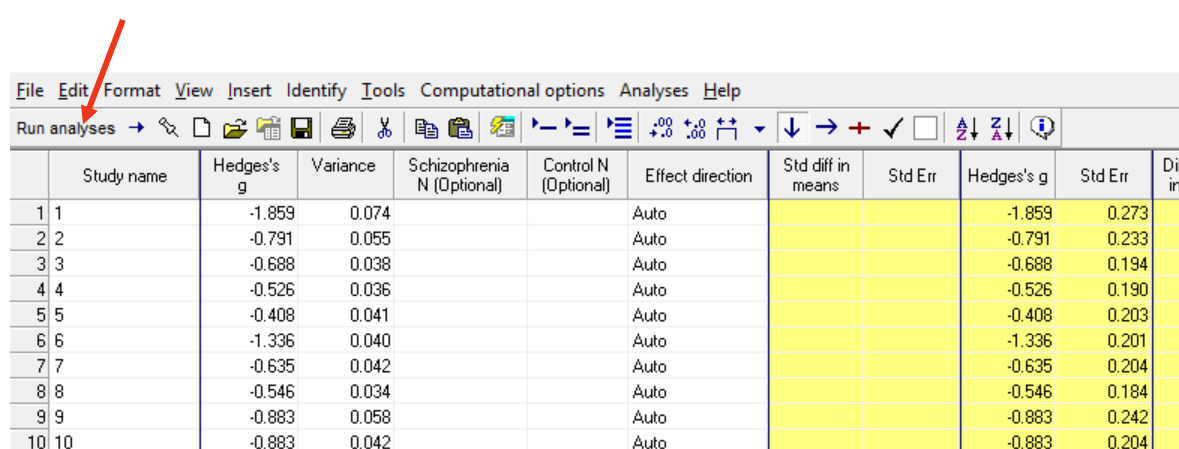 File Edit Format View Insert Identify Tools Computational options Analyses Help
Run analyses
Study name Hedges's g Variance Schizophrenia N (Optional) Control N (Optional) Effect direction Std diff in means Std Err Hedges's g Std Err
1 1 -1.859 0.074 Auto -1.859 0.273
2 2 -0.791 0.055 Auto -0.791 0.233
3 3 -0.688 0.038 Auto -0.688 0.194
4 4 -0.526 0.036 Auto -0.526 0.190
5 5 -0.408 0.041 Auto -0.408 0.203
6 6 -1.336 0.040 Auto -1.336 0.201
7 7 -0.635 0.042 Auto -0.635 0.204
8 8 -0.546 0.034 Auto -0.546 0.184
9 9 -0.883 0.058 Auto -0.883 0.242
10 10 -0.883 0.042 Auto -0.883 0.204